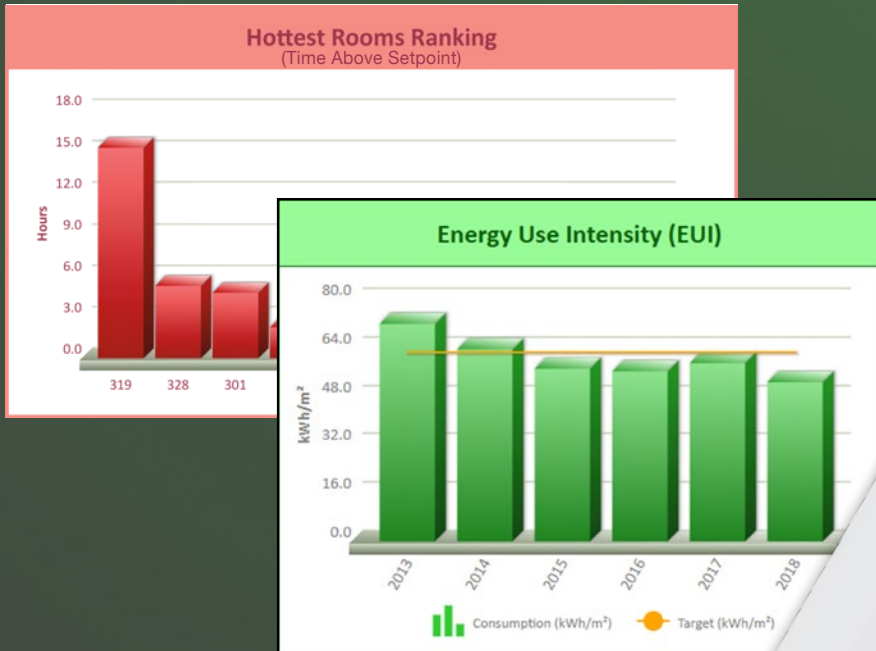 Hottest Rooms Ranking
(Time Above Setpoint)
18.0
15.0
12.0
9.0
6.0
3.0
0.0
Hours
319 328 301
Energy Use Intensity (EUI)
80.0
64.0
48.0
32.0
16.0
0.0
kWh/m²
2013 2014 2015 2016 2017 2018
Consumption (kWh/m²) Target (kWh/m²)